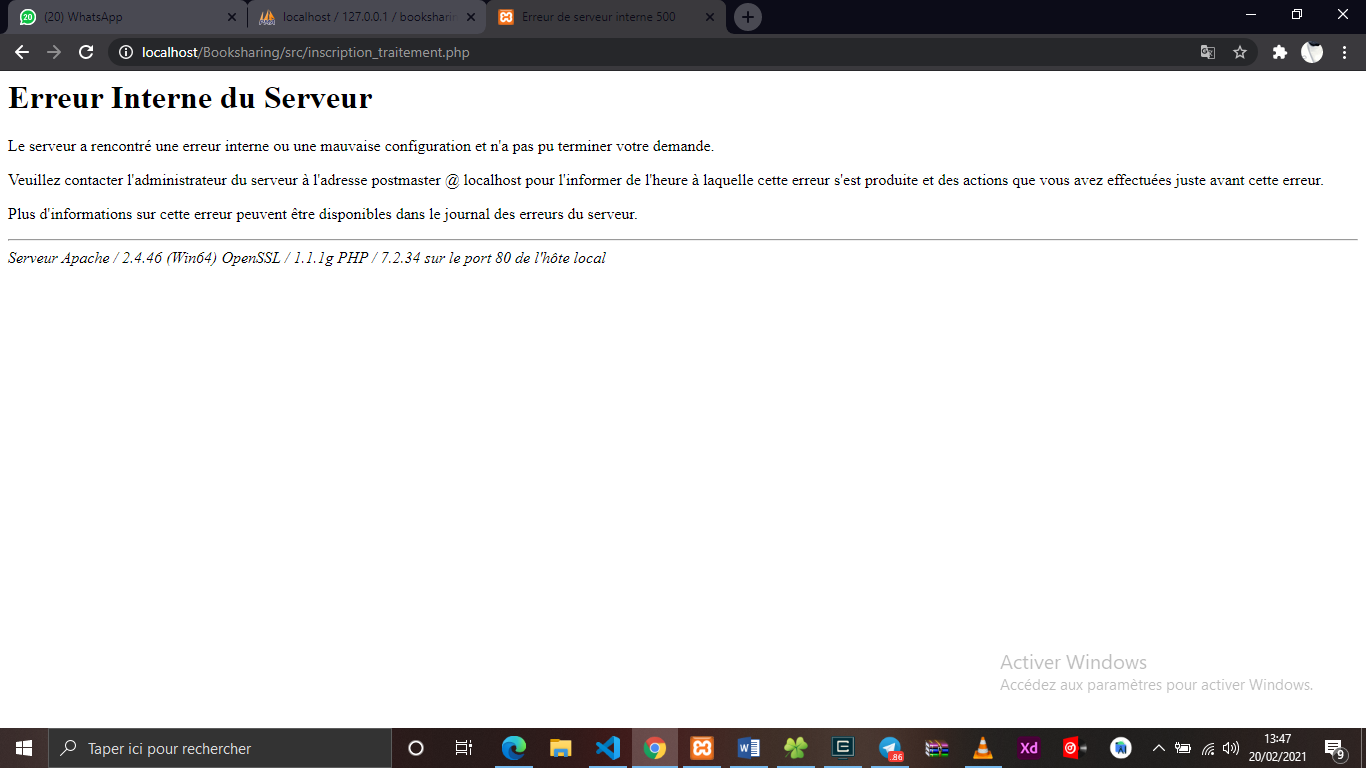 20
(20) WhatsApp
localhost / 127.0.0.1 / booksharin
Erreur de serveur interne 500
localhost/Booksharing/src/inscription_traitement.php
Erreur Interne du Serveur
Le serveur a rencontré une erreur interne ou une mauvaise configuration et n'a pas pu terminer votre demande.
Veuillez contacter l'administrateur du serveur à l'adresse postmaster @ localhost pour l'informer de l'heure à laquelle cette erreur s'est produite et des actions que vous avez effectuées juste avant cette erreur.
Plus d'informations sur cette erreur peuvent être disponibles dans le journal des erreurs du serveur.
Serveur Apache / 2.4.46 (Win64) OpenSSL / 1.1.1g PHP / 7.2.34 sur le port 80 de l'hôte local
Activer Windows
Accédez aux paramètres pour activer Windows.
Taper ici pour rechercher
W
E
.86
Xd
13:47
20/02/2021
9